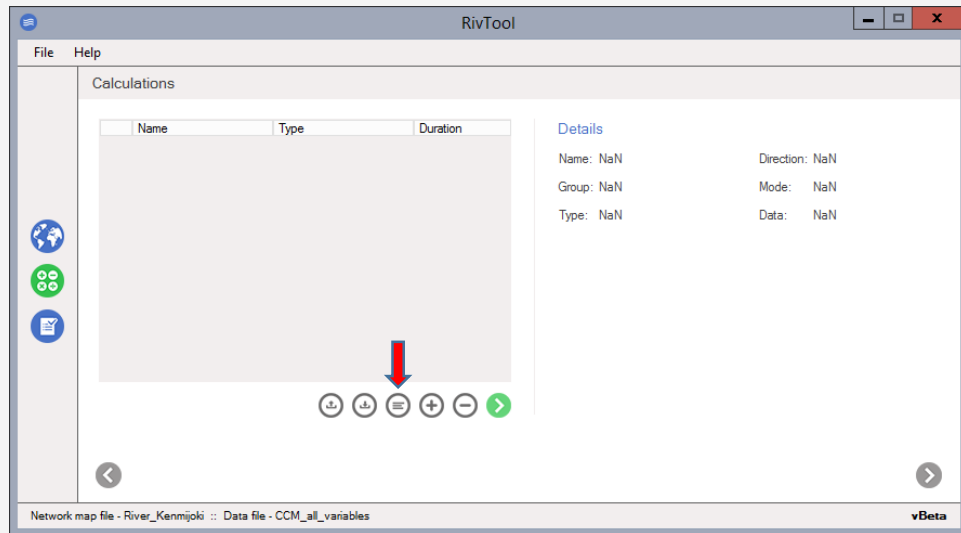 RivTool
File Help
Calculations
Name Type Duration
Details
Name: NaN Direction: NaN
Group: NaN Mode: NaN
Type: NaN Data: NaN
Network map file - River_Kenmijoki :: Data file - CCM_all_variables vBeta